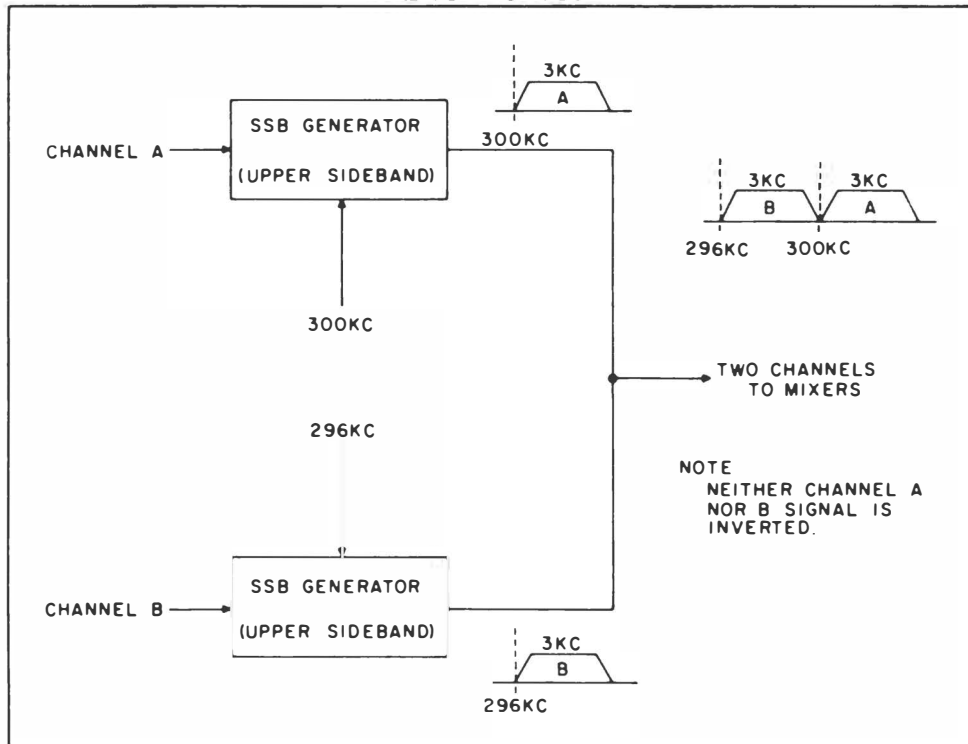 3KC
A
300KC
CHANNEL A
SSB GENERATOR
(UPPER SIDEBAND)
3KC
B
3KC
A
296KC
300KC
300KC
TWO CHANNELS
TO MIXERS
296KC
NOTE
NEITHER CHANNEL A
NOR B SIGNAL IS
INVERTED.
CHANNEL B
SSB GENERATOR
(UPPER SIDEBAND)
3KC
B
296KC